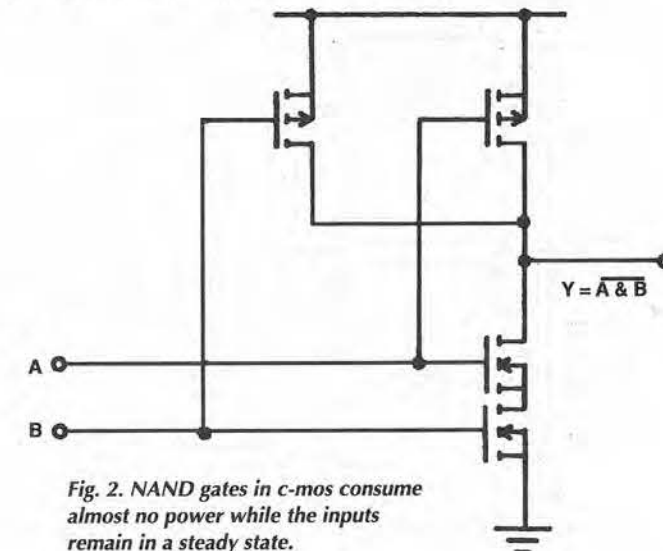 Y = A & B
A
B
Fig. 2. NAND gates in c-mos consume
almost no power while the inputs
remain in a steady state.